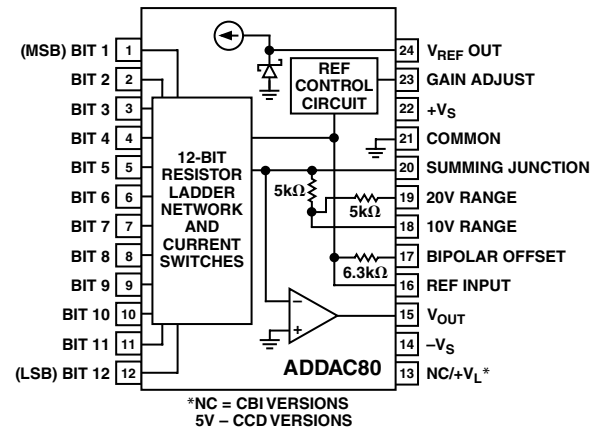 (MSB) BIT 1 1
BIT 2 2
BIT 3 3
BIT 4 4
BIT 5 5
BIT 6 6
BIT 7 7
BIT 8 8
BIT 9 9
BIT 10 10
BIT 11 11
(LSB) BIT 12 12
12-BIT
RESISTOR
LADDER
NETWORK
AND
CURRENT
SWITCHES
REF
CONTROL
CIRCUIT
5kΩ
5kΩ
6.3kΩ
−
+
ADDAC80
24 VREF OUT
23 GAIN ADJUST
22 +VS
21 COMMON
20 SUMMING JUNCTION
19 20V RANGE
18 10V RANGE
17 BIPOLAR OFFSET
16 REF INPUT
15 VOUT
14 –VS
13 NC/+VL*
*NC = CBI VERSIONS
5V – CCD VERSIONS